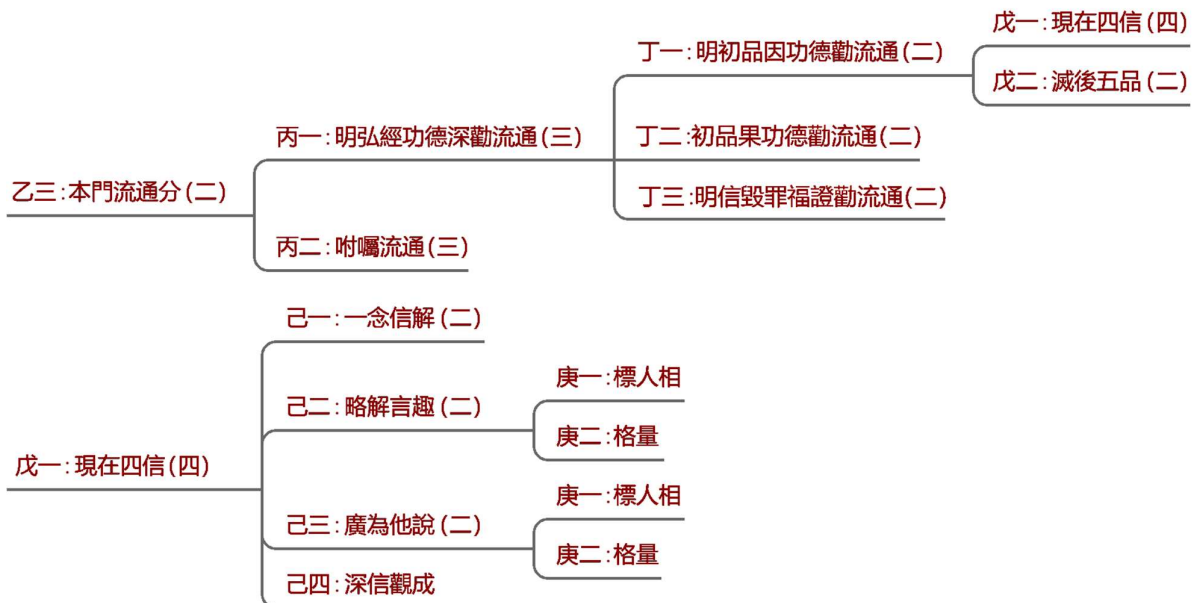 乙三:本門流通分(二)
丙一:明弘經功德深勸流通(三)
丁一:明初品因功德勸流通(二)
戊一:現在四信(四)
戊二:滅後五品(二)
丁二:初品果功德勸流通(二)
丁三:明信毀罪福證勸流通(二)
丙二:咐囑流通(三)
戊一:現在四信(四)
己一:一念信解(二)
己二:略解言趣(二)
庚一:標人相
庚二:格量
己三:廣為他說(二)
庚一:標人相
庚二:格量
己四:深信觀成